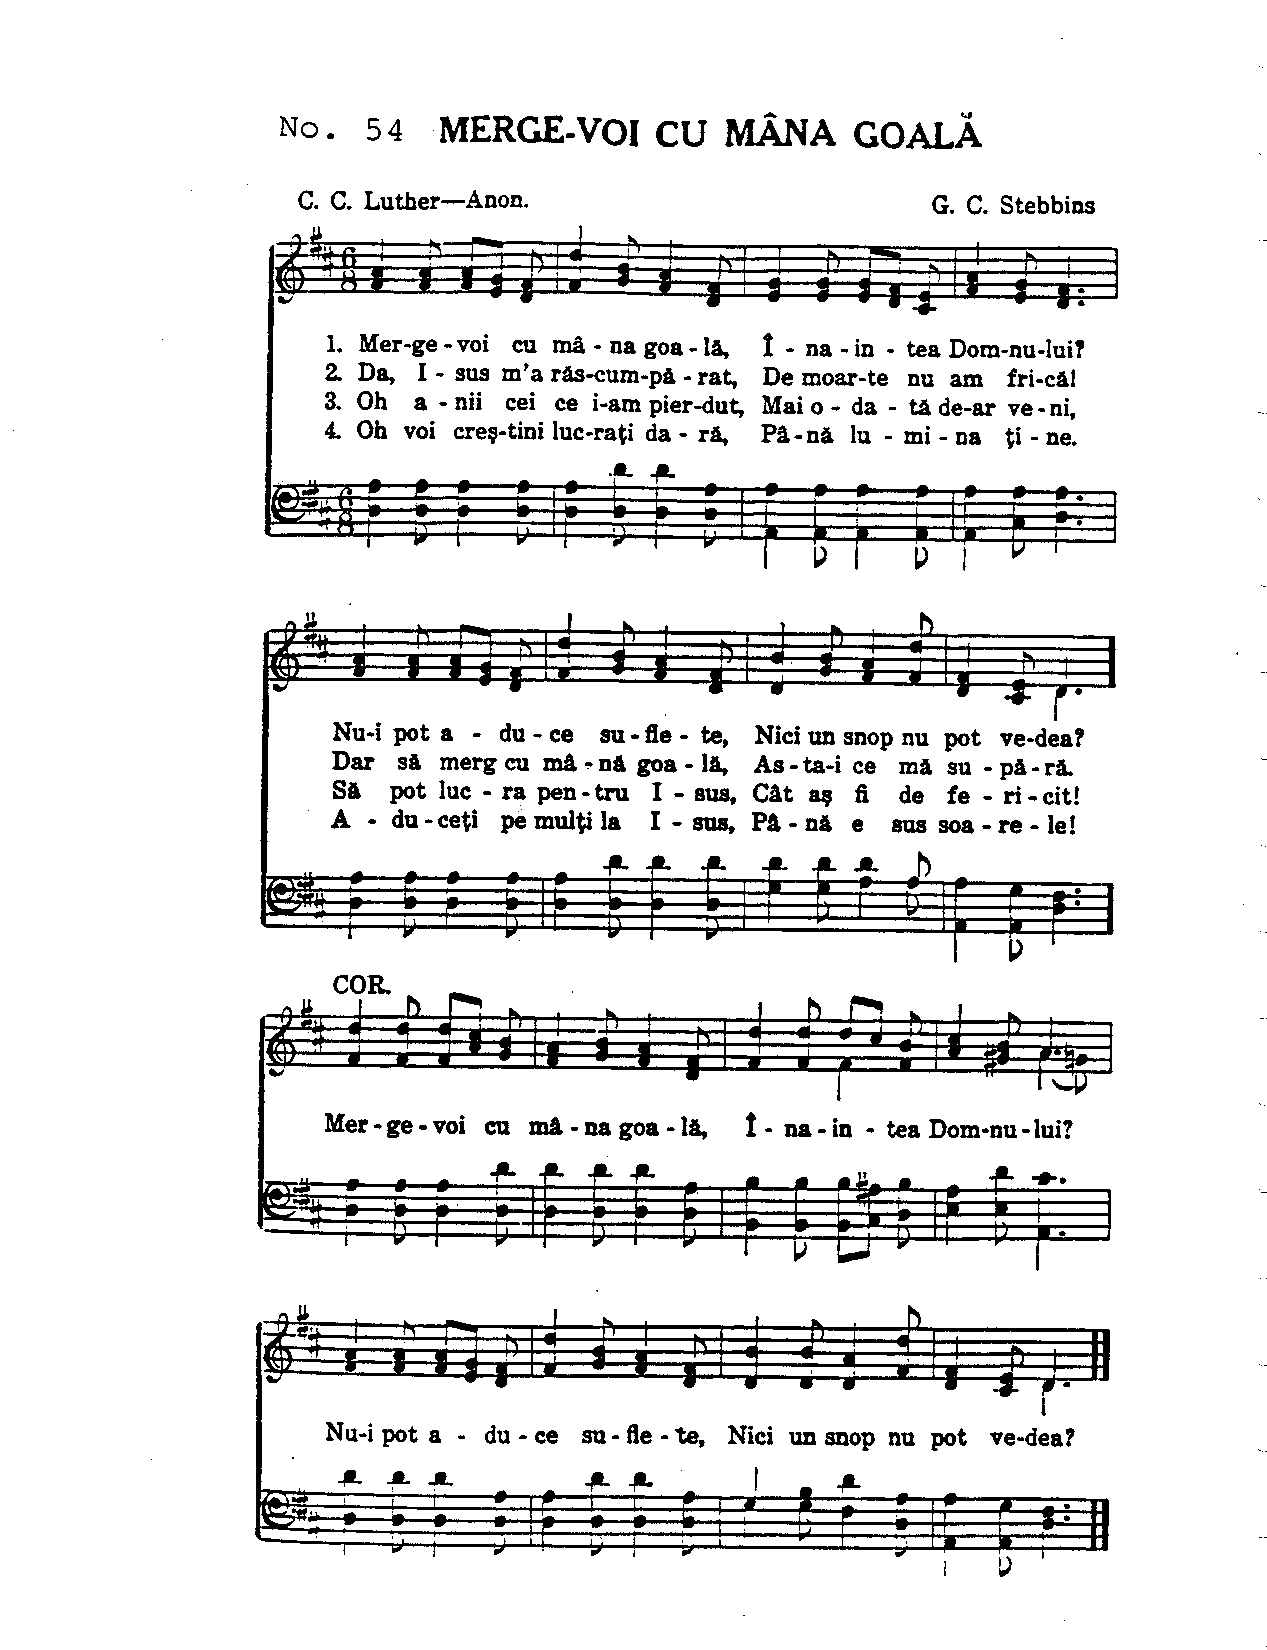 No. 54 MERGE-VOI CU MÂNA GOALĂ
C. C. Luther—Anon. G. C. Stebbins
1. Mer-ge-voi cu mâ-na goa-lă, Î-na-in-tea Dom-nu-lui?
2. Da, I-sus m'a răs-cum-pă-rat, De moar-te nu am fri-că!
3. Oh a-nii cei ce i-am pier-dut, Mai o-da-tă de-ar ve-ni,
4. Oh voi creş-tini luc-raţi da-ră, Pâ-nă lu-mi-na ţi-ne.
Nu-i pot a-du-ce su-fle-te, Nici un snop nu pot ve-dea?
Dar să merg cu mâ-nă goa-lă, As-ta-i ce mă su-pă-ră.
Să pot luc-ra pen-tru I-sus, Cât aş fi de fe-ri-cit!
A-du-ceţi pe mulţi la I-sus, Pâ-nă e sus soa-re-le!
COR.
Mer-ge-voi cu mâ-na goa-lă, Î-na-in-tea Dom-nu-lui?
Nu-i pot a-du-ce su-fle-te, Nici un snop nu pot ve-dea?